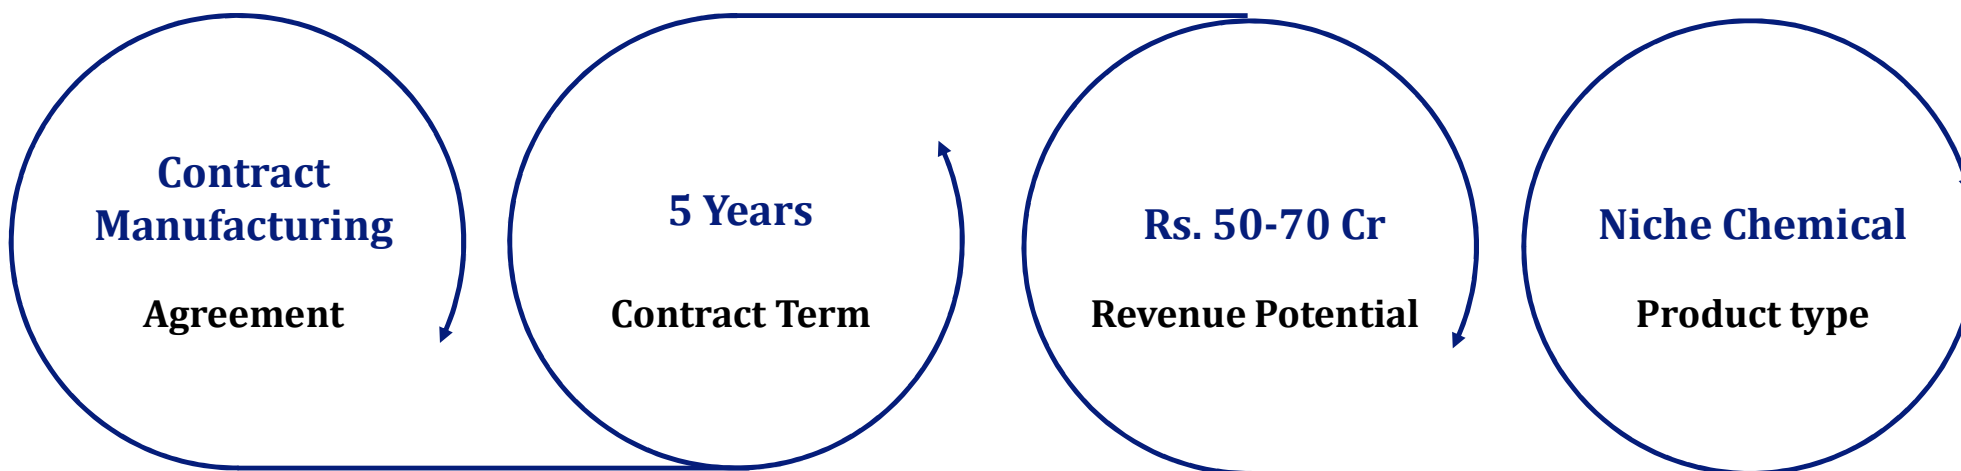 Contract
Manufacturing
Agreement
5 Years
Contract Term
Rs. 50-70 Cr
Revenue Potential
Niche Chemical
Product type